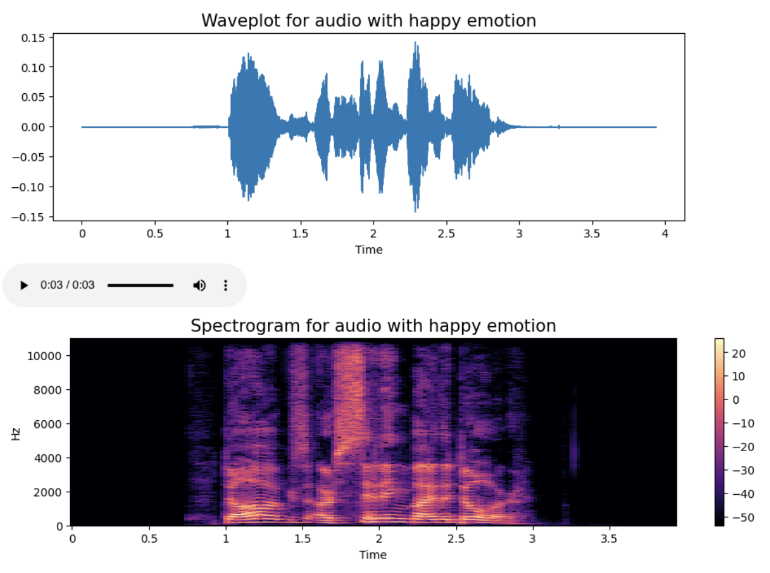 Waveplot for audio with happy emotion
0.15
0.10
0.05
0.00
−0.05
−0.10
−0.15
0 0.5 1 1.5 2 2.5 3 3.5 4
Time
0:03 / 0:03
Spectrogram for audio with happy emotion
10000
8000
6000
4000
2000
0
Hz
0 0.5 1 1.5 2 2.5 3 3.5
Time
20
10
0
−10
−20
−30
−40
−50